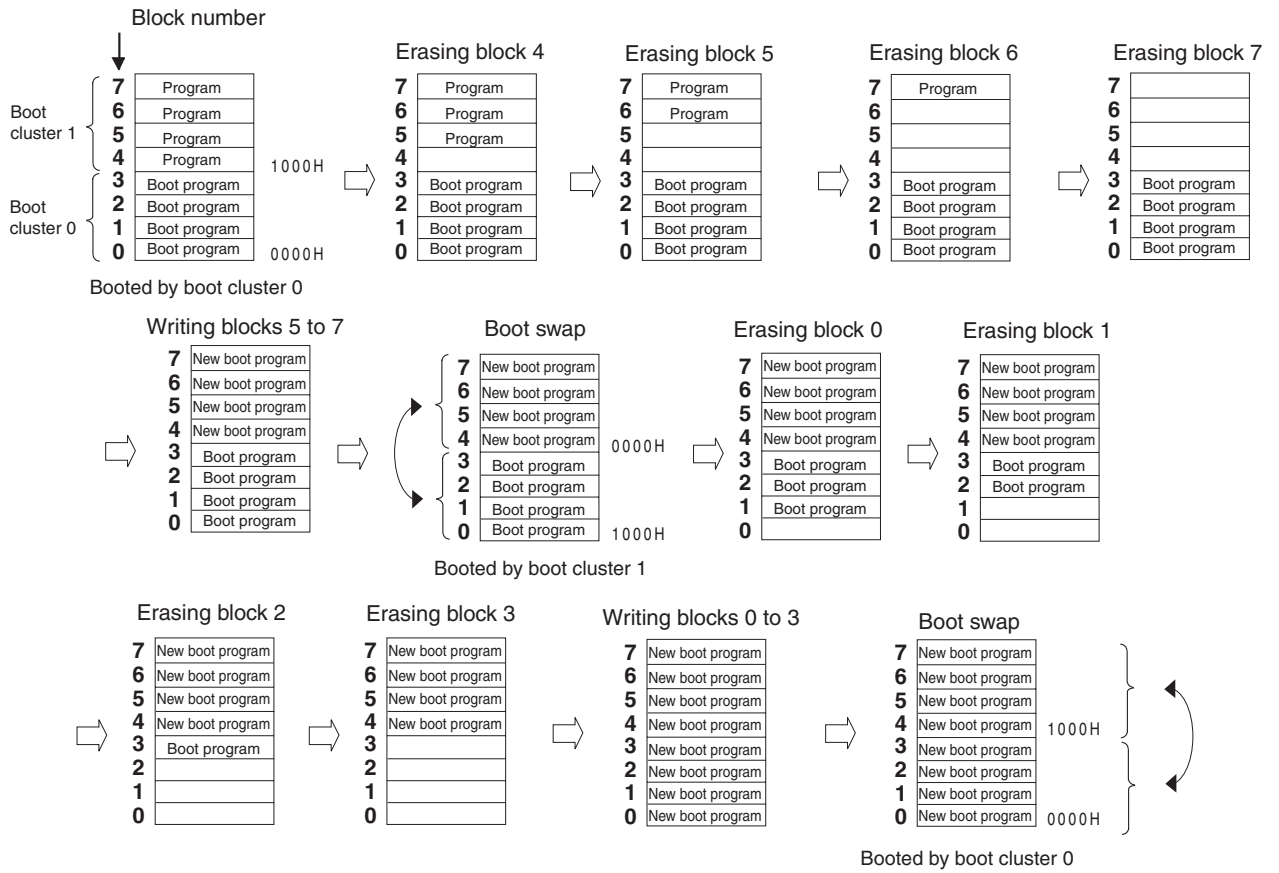 Block number
Boot
cluster 1
Boot
cluster 0
7 Program
6 Program
5 Program
4 Program
1000H
3 Boot program
2 Boot program
1 Boot program
0 Boot program
0000H
Booted by boot cluster 0
Erasing block 4
7 Program
6 Program
5 Program
4
3 Boot program
2 Boot program
1 Boot program
0 Boot program
Erasing block 5
7 Program
6 Program
5
4
3 Boot program
2 Boot program
1 Boot program
0 Boot program
Erasing block 6
7 Program
6
5
4
3 Boot program
2 Boot program
1 Boot program
0 Boot program
Erasing block 7
7
6
5
4
3 Boot program
2 Boot program
1 Boot program
0 Boot program
Writing blocks 5 to 7
7 New boot program
6 New boot program
5 New boot program
4 New boot program
3 Boot program
2 Boot program
1 Boot program
0 Boot program
Boot swap
7 New boot program
6 New boot program
5 New boot program
4 New boot program
0000H
3 Boot program
2 Boot program
1 Boot program
0 Boot program
1000H
Booted by boot cluster 1
Erasing block 0
7 New boot program
6 New boot program
5 New boot program
4 New boot program
3 Boot program
2 Boot program
1 Boot program
0
Erasing block 1
7 New boot program
6 New boot program
5 New boot program
4 New boot program
3 Boot program
2 Boot program
1
0
Erasing block 2
7 New boot program
6 New boot program
5 New boot program
4 New boot program
3 Boot program
2
1
0
Erasing block 3
7 New boot program
6 New boot program
5 New boot program
4 New boot program
3
2
1
0
Writing blocks 0 to 3
7 New boot program
6 New boot program
5 New boot program
4 New boot program
3 New boot program
2 New boot program
1 New boot program
0 New boot program
Boot swap
7 New boot program
6 New boot program
5 New boot program
4 New boot program
1000H
3 New boot program
2 New boot program
1 New boot program
0 New boot program
0000H
Booted by boot cluster 0